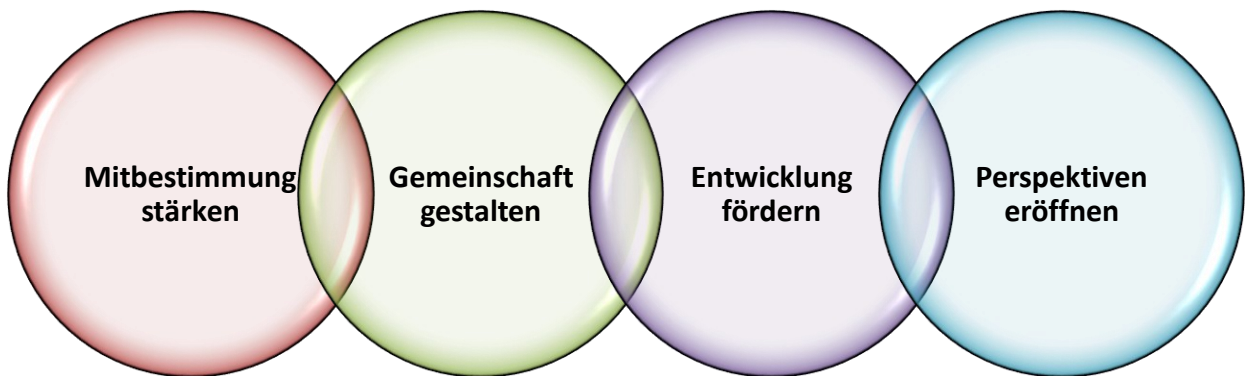 Mitbestimmung
stärken
Gemeinschaft
gestalten
Entwicklung
fördern
Perspektiven
eröffnen